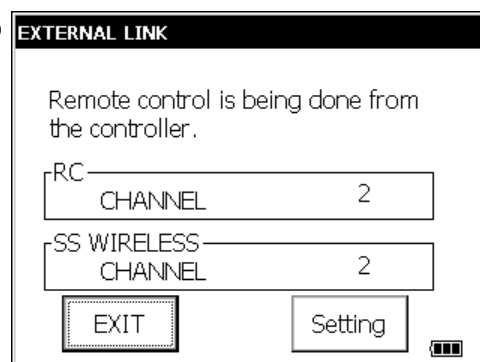 EXTERNAL LINK
Remote control is being done from
the controller.
RC
CHANNEL 2
SS WIRELESS
CHANNEL 2
EXIT Setting